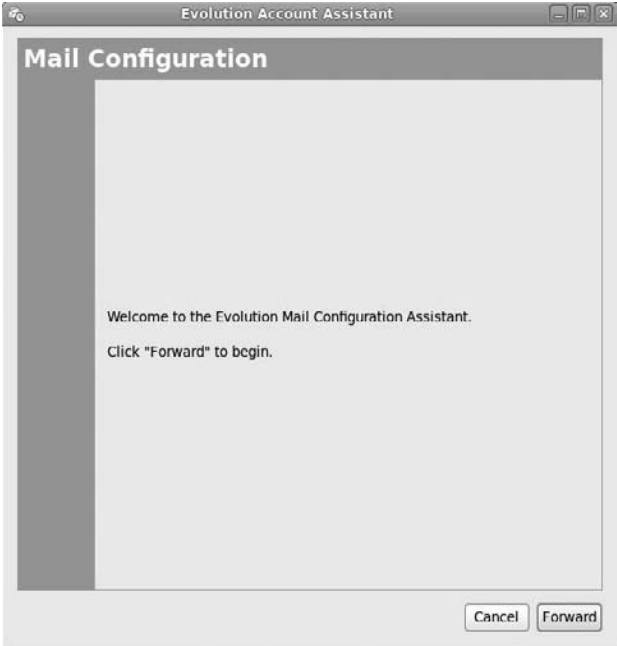 Evolution Account Assistant
Mail Configuration
Welcome to the Evolution Mail Configuration Assistant.
Click "Forward" to begin.
Cancel
Forward